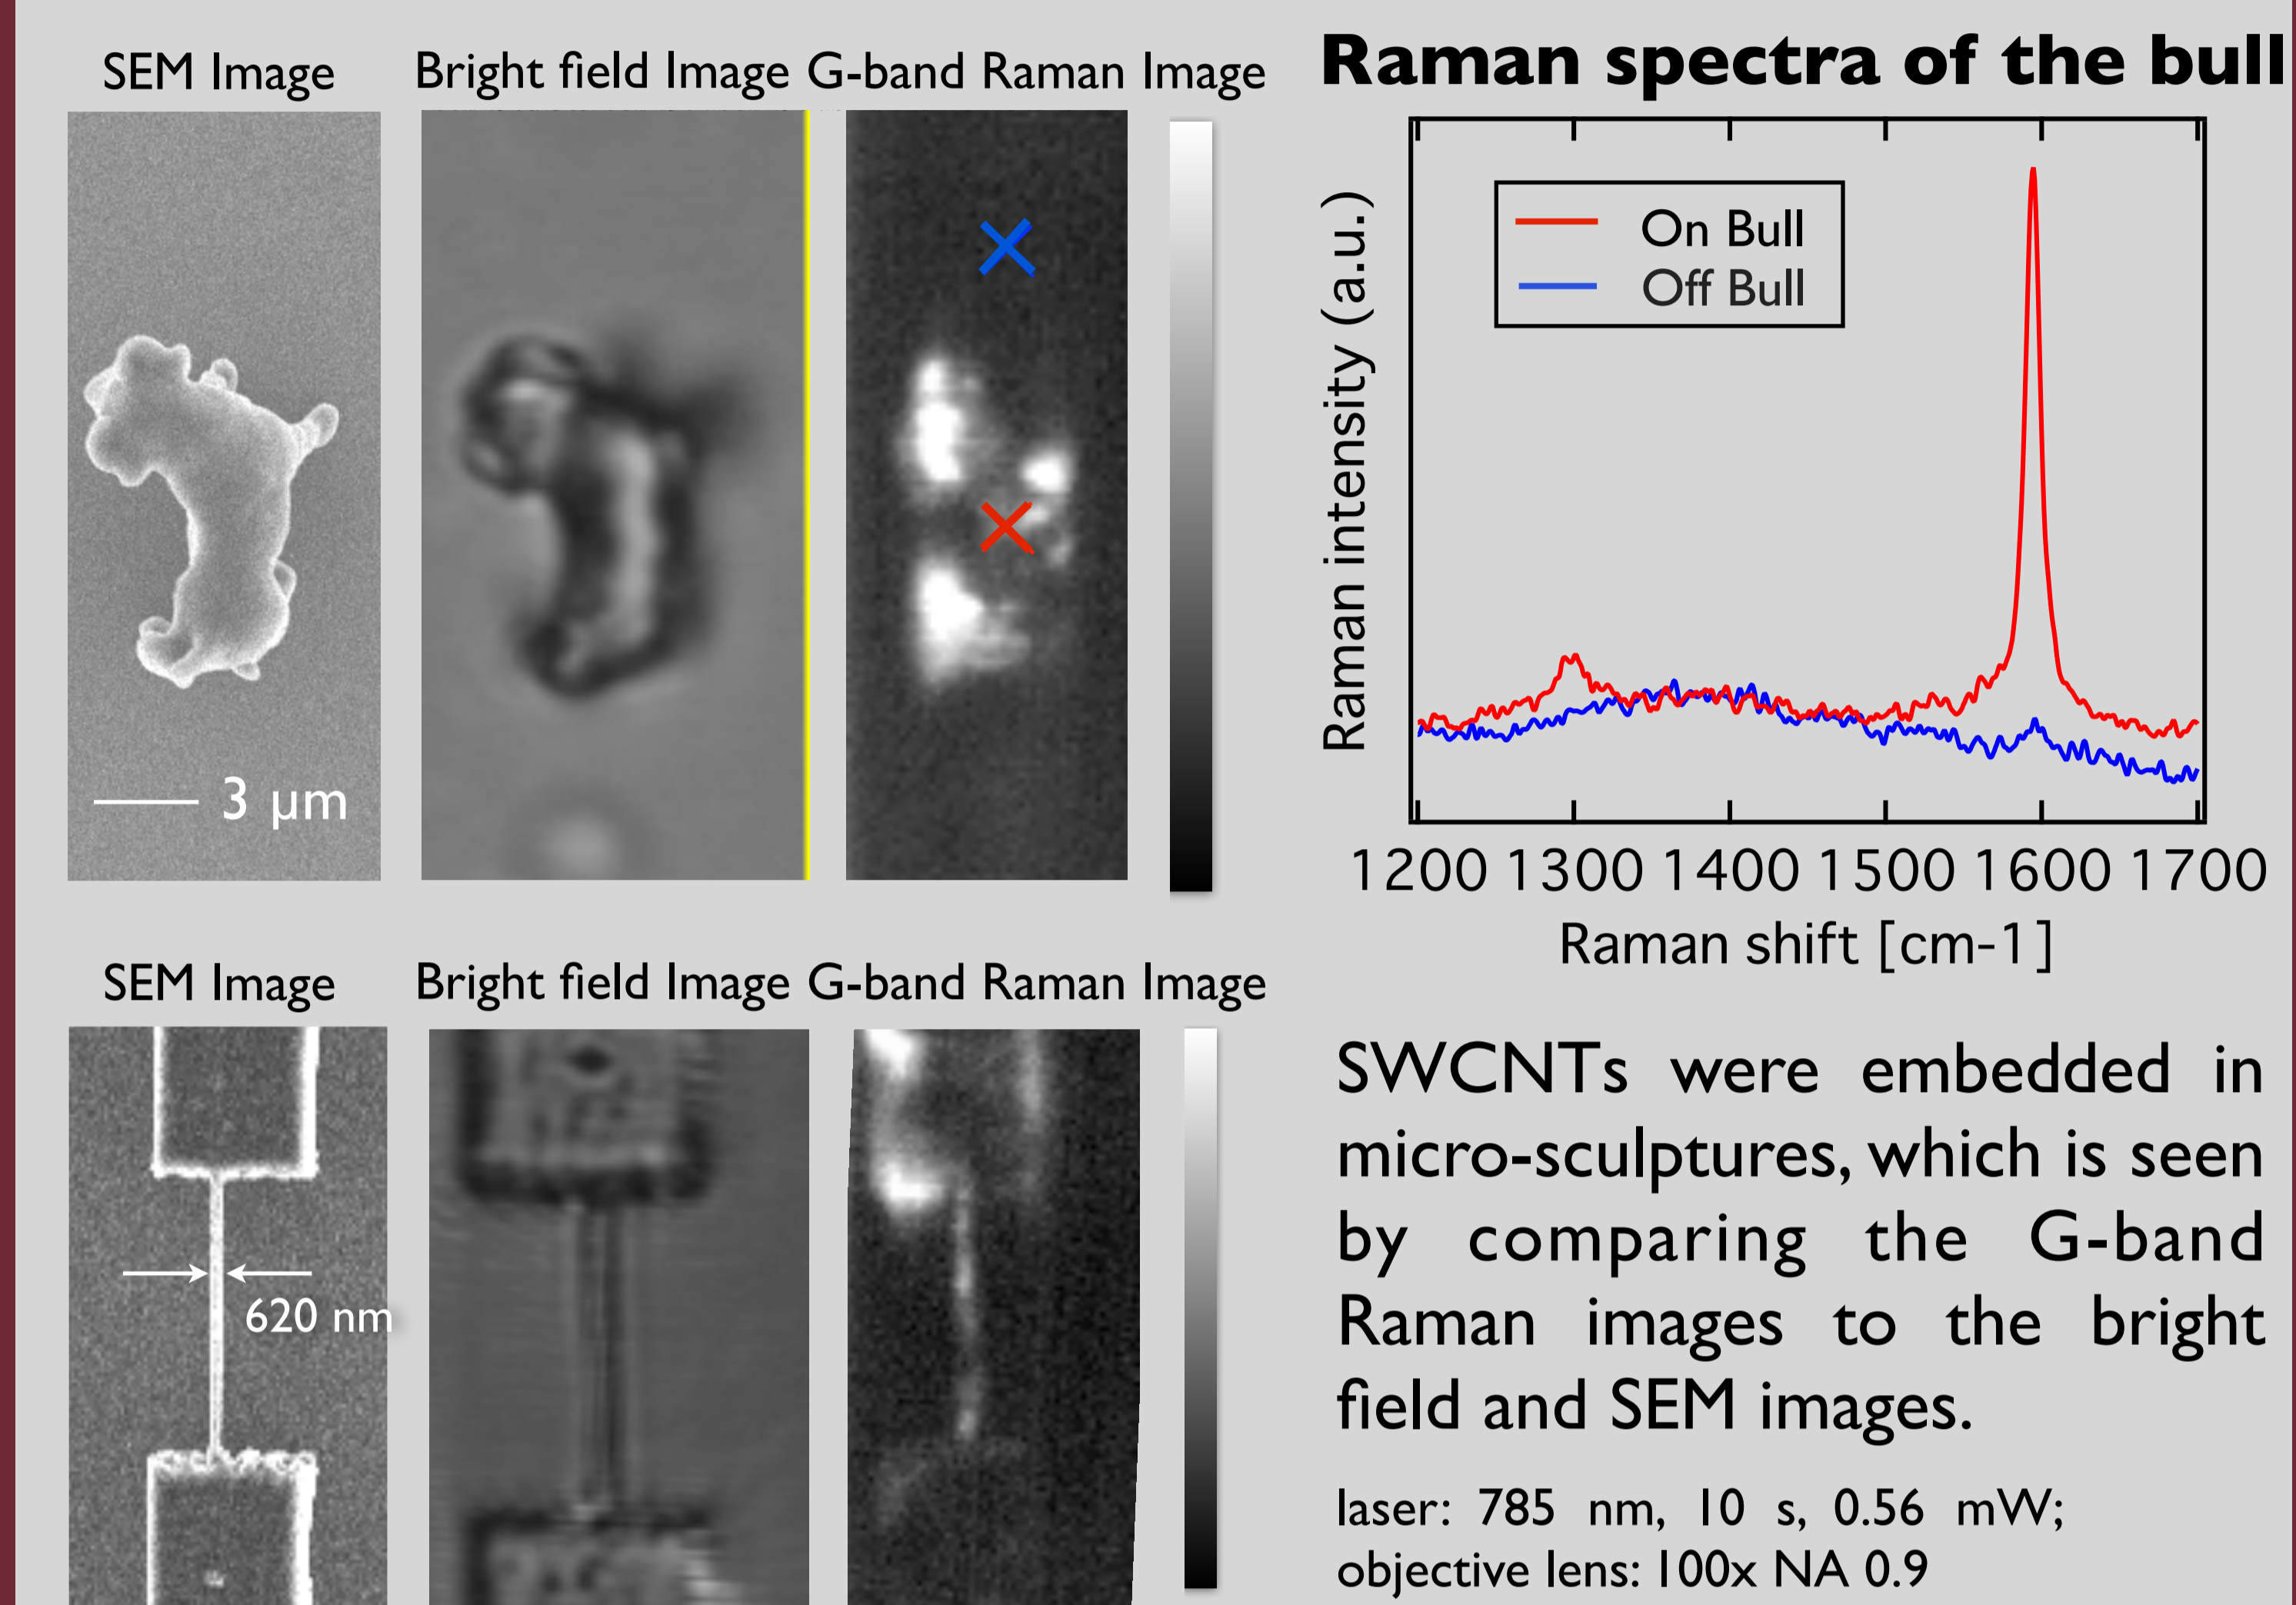 SEM Image
Bright field Image
G-band Raman Image
3 µm
Raman spectra of the bull
On Bull
Off Bull
Raman intensity (a.u.)
1200 1300 1400 1500 1600 1700
Raman shift [cm-1]
SEM Image
Bright field Image
G-band Raman Image
620 nm
SWCNTs were embedded in
micro-sculptures, which is seen
by comparing the G-band
Raman images to the bright
field and SEM images.
laser: 785 nm, 10 s, 0.56 mW;
objective lens: 100x NA 0.9